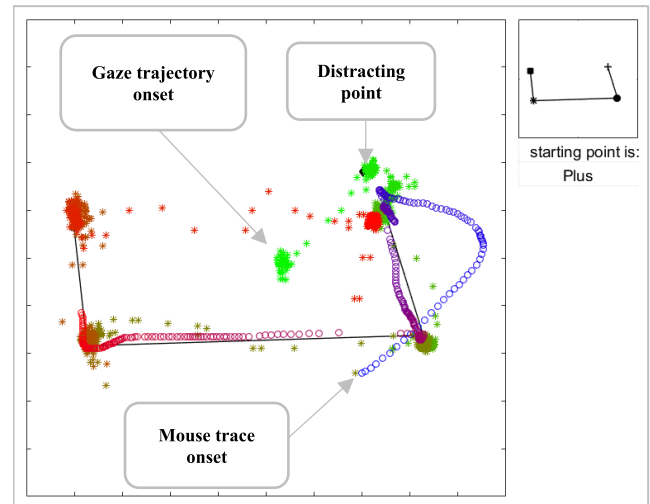 Gaze trajectory
onset
Distracting
point
starting point is:
Plus
Mouse trace
onset